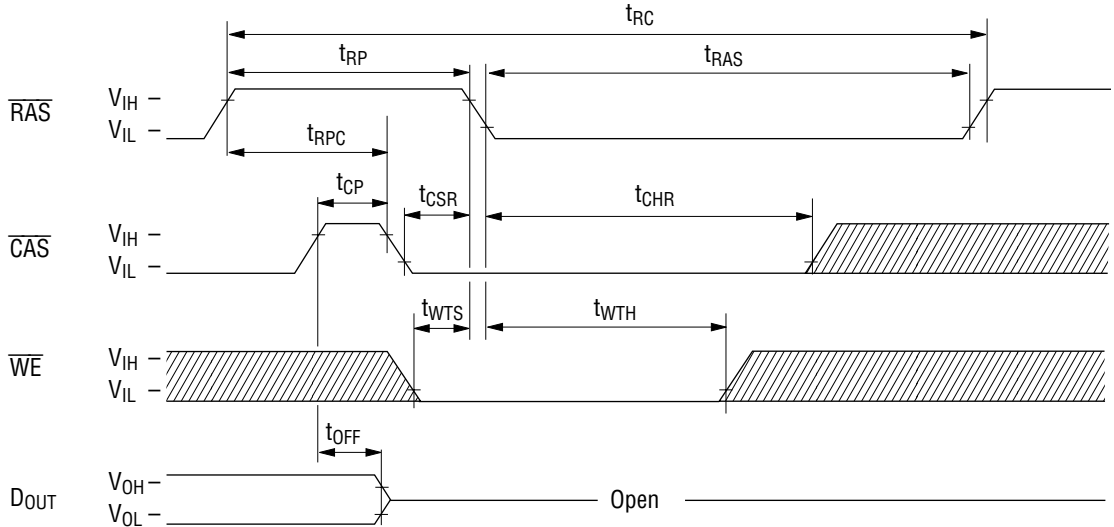 tRC
tRP
tRAS
RAS
VIH –
VIL –
tRPC
tCP
tCSR
tCHR
CAS
VIH –
VIL –
tWTS
tWTH
WE
VIH –
VIL –
tOFF
DOUT
VOH –
VOL –
Open